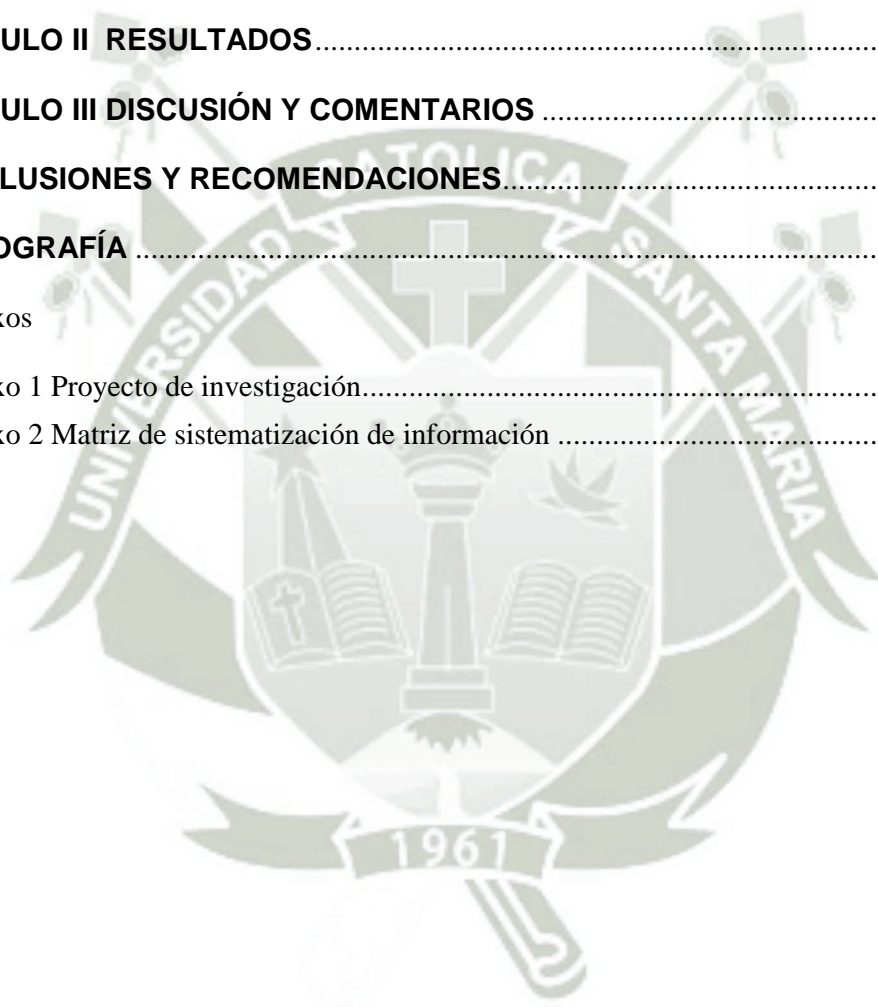 ULO II RESULTADOS
ULO III DISCUSIÓN Y COMENTARIOS
LUSIONES Y RECOMENDACIONES
OGRAFÍA
xos
xo 1 Proyecto de investigación
xo 2 Matriz de sistematización de información
UNIVERSIDAD CATOLICA SANTA MARIA
1961